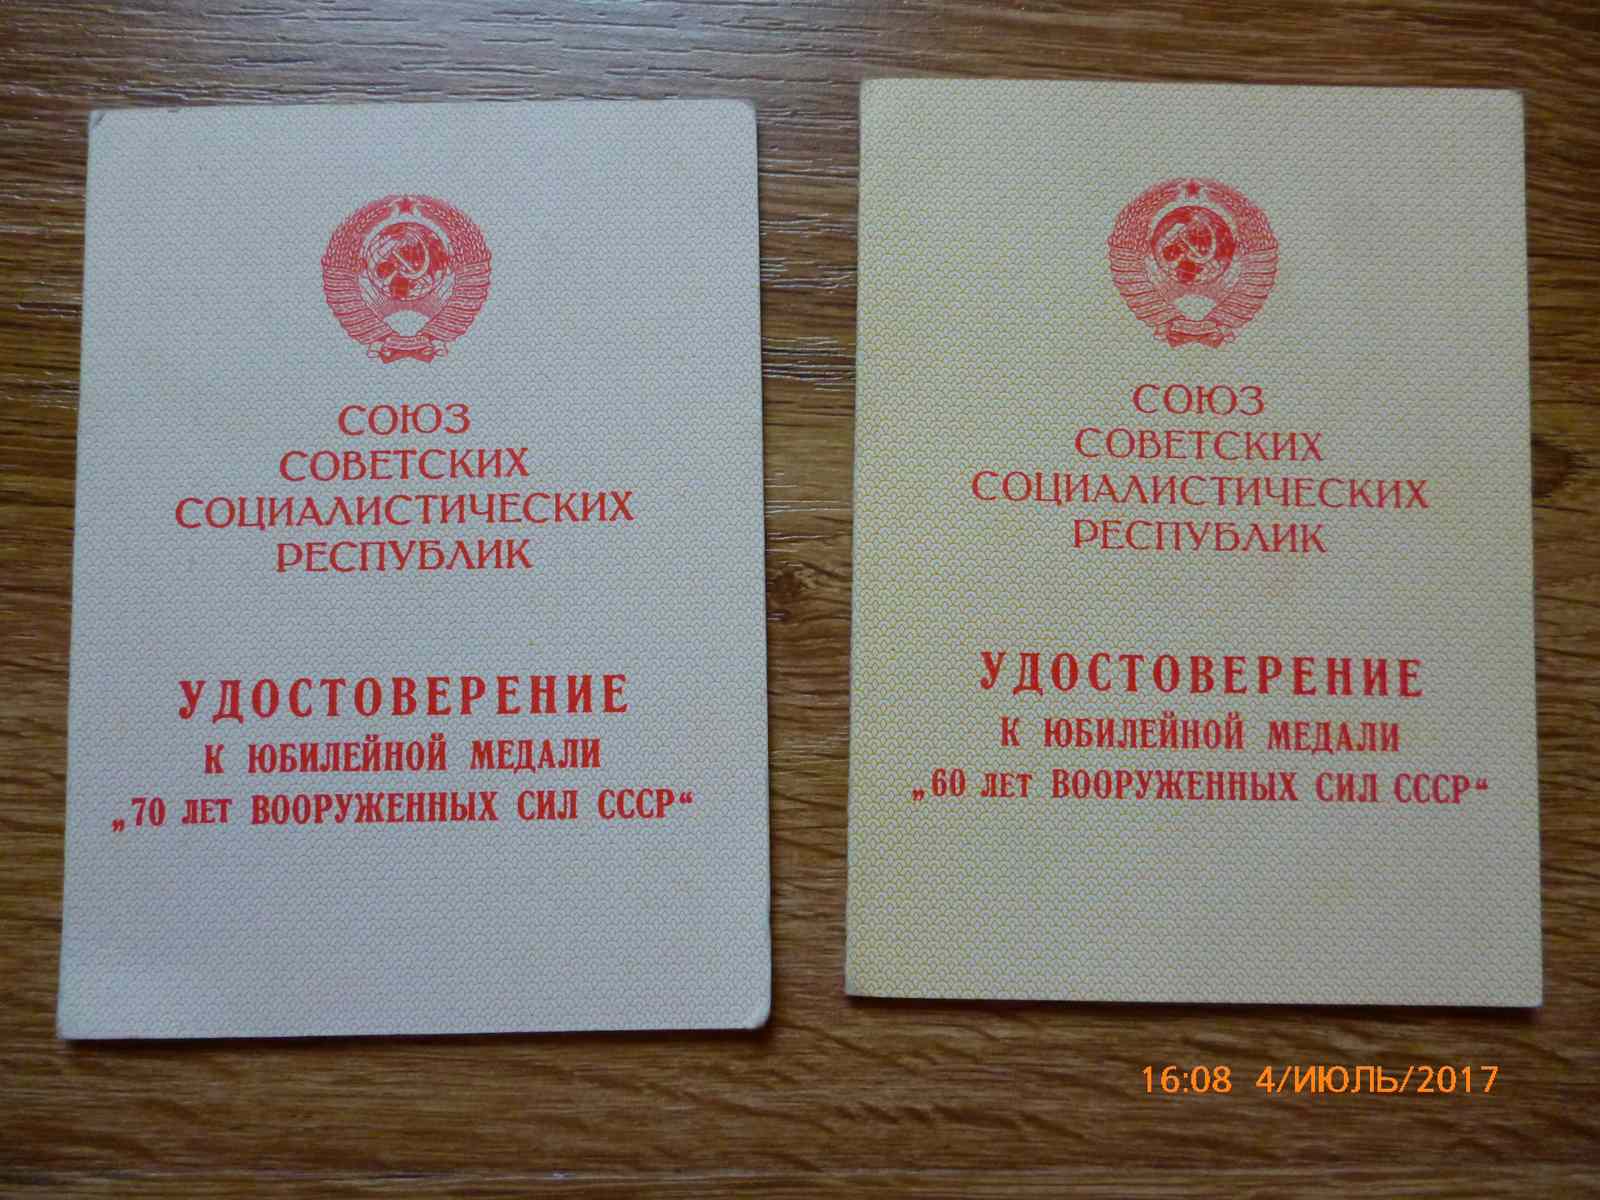 СОЮЗ
СОВЕТСКИХ
СОЦИАЛИСТИЧЕСКИХ
РЕСПУБЛИК
УДОСТОВЕРЕНИЕ
К ЮБИЛЕЙНОЙ МЕДАЛИ
„70 ЛЕТ ВООРУЖЕННЫХ СИЛ СССР“
СОЮЗ
СОВЕТСКИХ
СОЦИАЛИСТИЧЕСКИХ
РЕСПУБЛИК
УДОСТОВЕРЕНИЕ
К ЮБИЛЕЙНОЙ МЕДАЛИ
„60 ЛЕТ ВООРУЖЕННЫХ СИЛ СССР“
16:08 4/ИЮЛЬ/2017